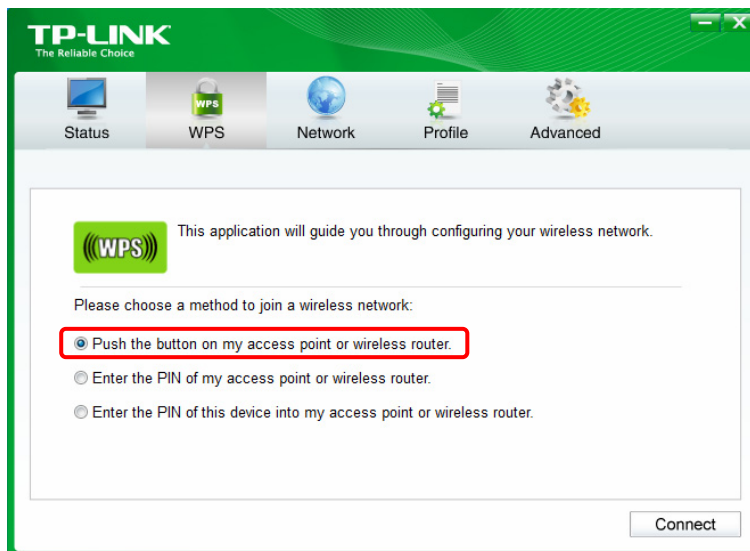 TP-LINK
The Reliable Choice
Status
WPS
WPS
Network
Profile
Advanced
(((WPS)))
This application will guide you through configuring your wireless network.
Please choose a method to join a wireless network:
Push the button on my access point or wireless router.
Enter the PIN of my access point or wireless router.
Enter the PIN of this device into my access point or wireless router.
Connect